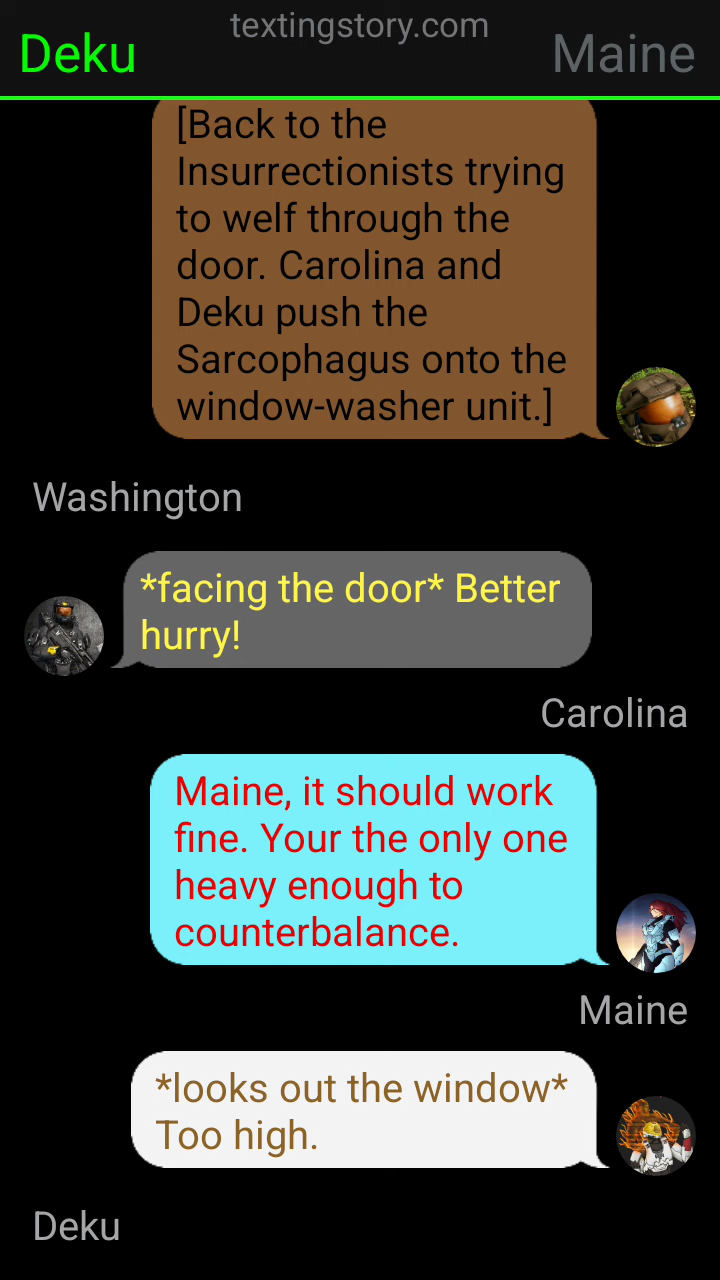 textingstory.com
Deku
Maine
[Back to the
Insurrectionists trying
to welf through the
door. Carolina and
Deku push the
Sarcophagus onto the
window-washer unit.]
Washington
*facing the door* Better
hurry!
Carolina
Maine, it should work
fine. Your the only one
heavy enough to
counterbalance.
Maine
*looks out the window*
Too high.
Deku